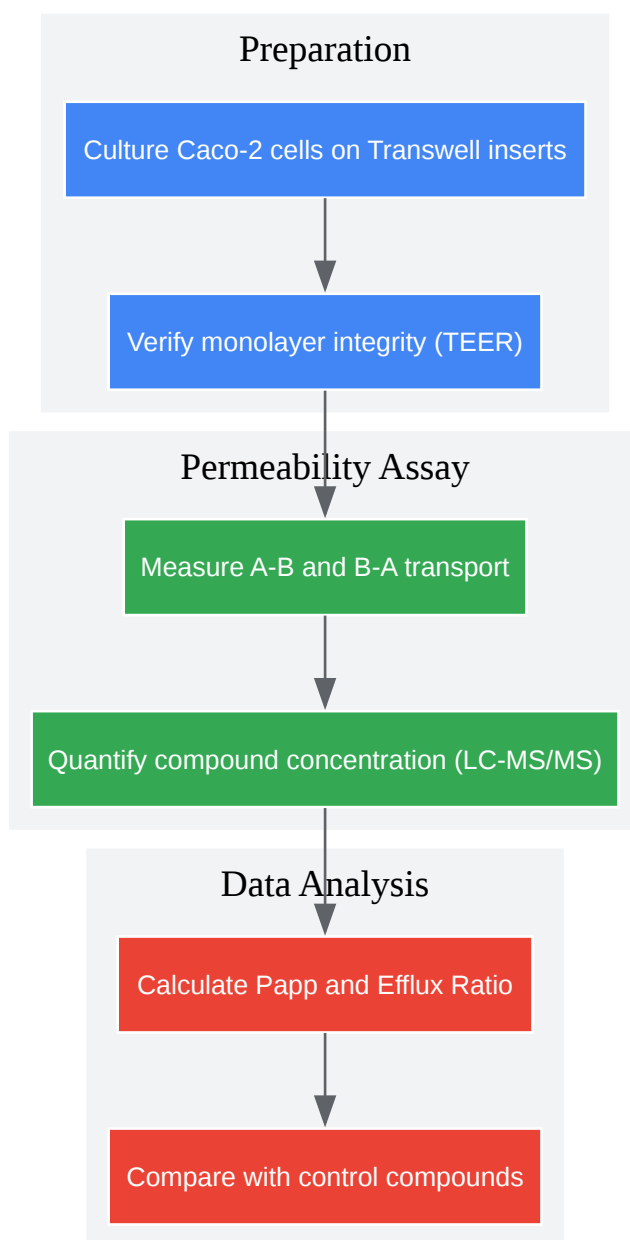 Preparation
Culture Caco-2 cells on Transwell inserts
Verify monolayer integrity (TEER)
Permeability Assay
Measure A-B and B-A transport
Quantify compound concentration (LC-MS/MS)
Data Analysis
Calculate Papp and Efflux Ratio
Compare with control compounds